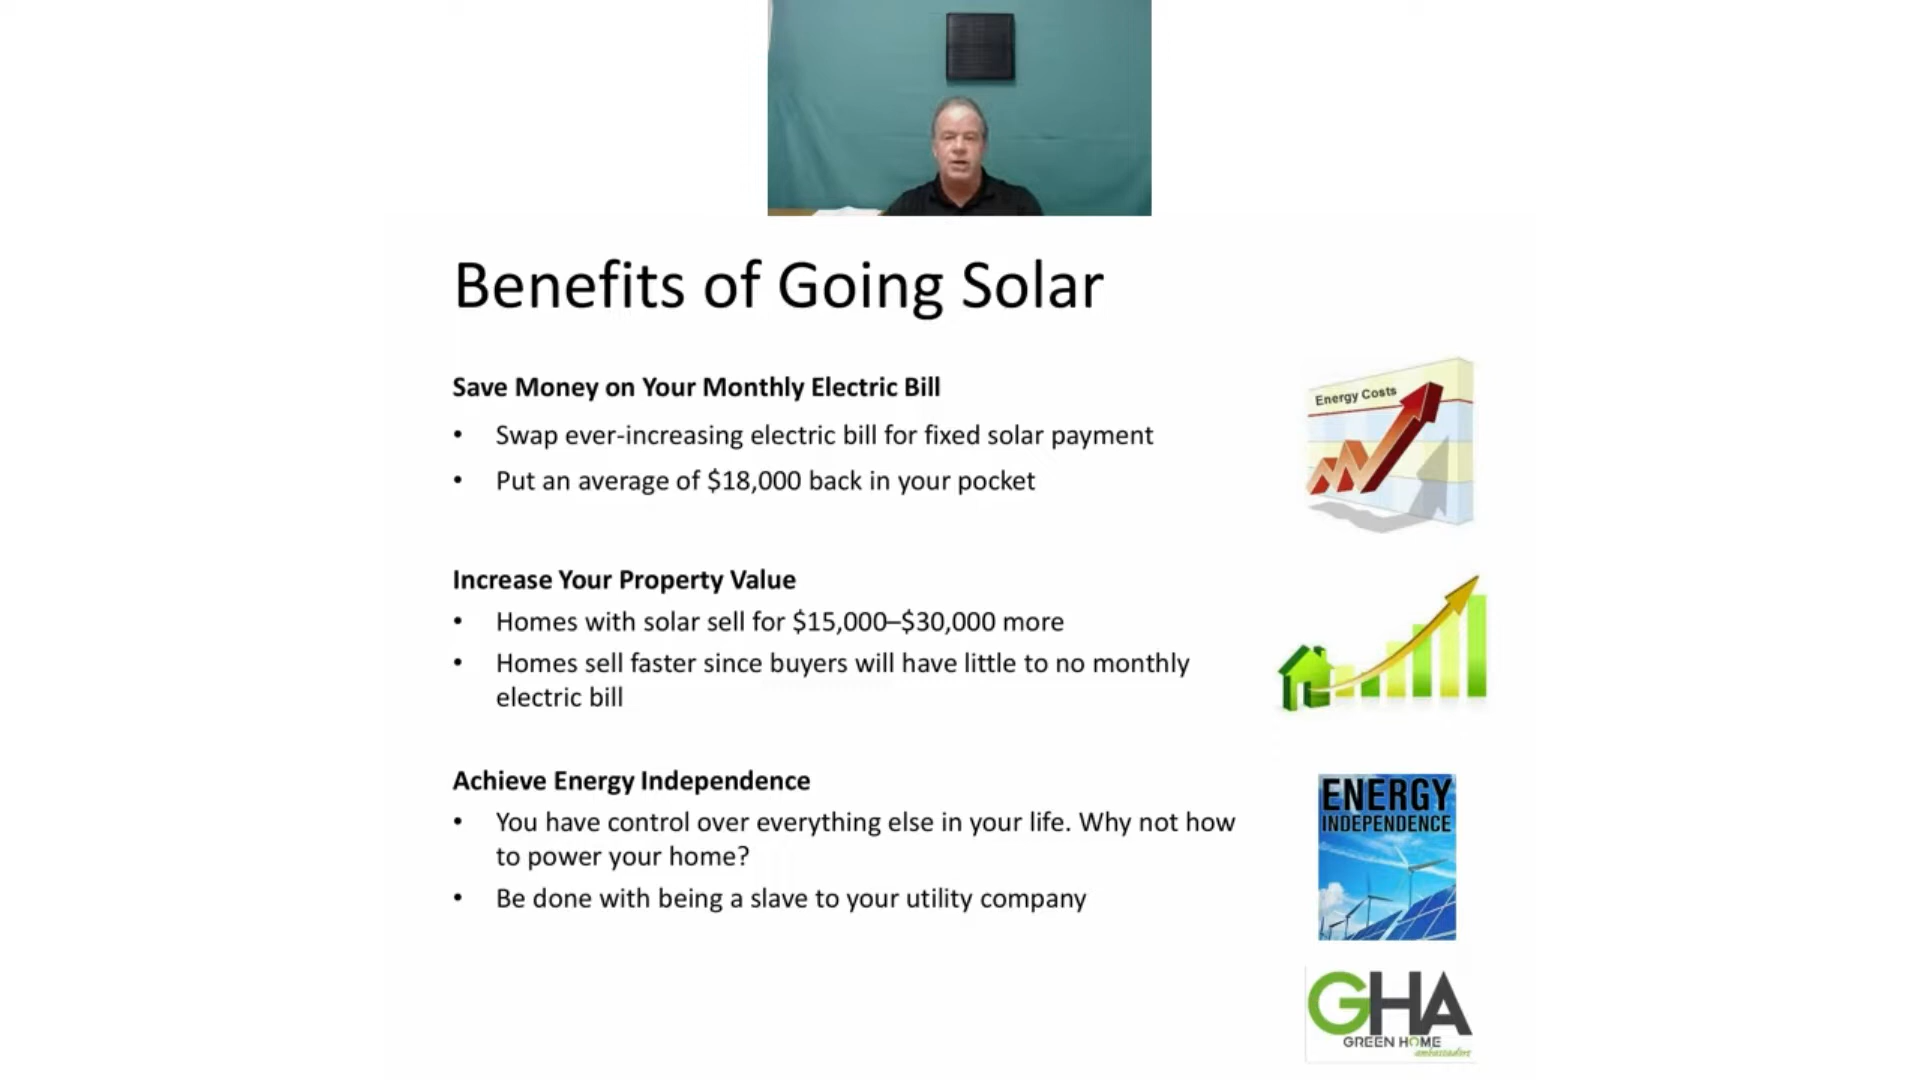 Benefits of Going Solar
Save Money on Your Monthly Electric Bill
• Swap ever-increasing electric bill for fixed solar payment
• Put an average of $18,000 back in your pocket
Energy Costs
Increase Your Property Value
• Homes with solar sell for $15,000–$30,000 more
• Homes sell faster since buyers will have little to no monthly
electric bill
Achieve Energy Independence
• You have control over everything else in your life. Why not how
to power your home?
• Be done with being a slave to your utility company
ENERGY
INDEPENDENCE
GHA
GREEN HOME
ambassadors